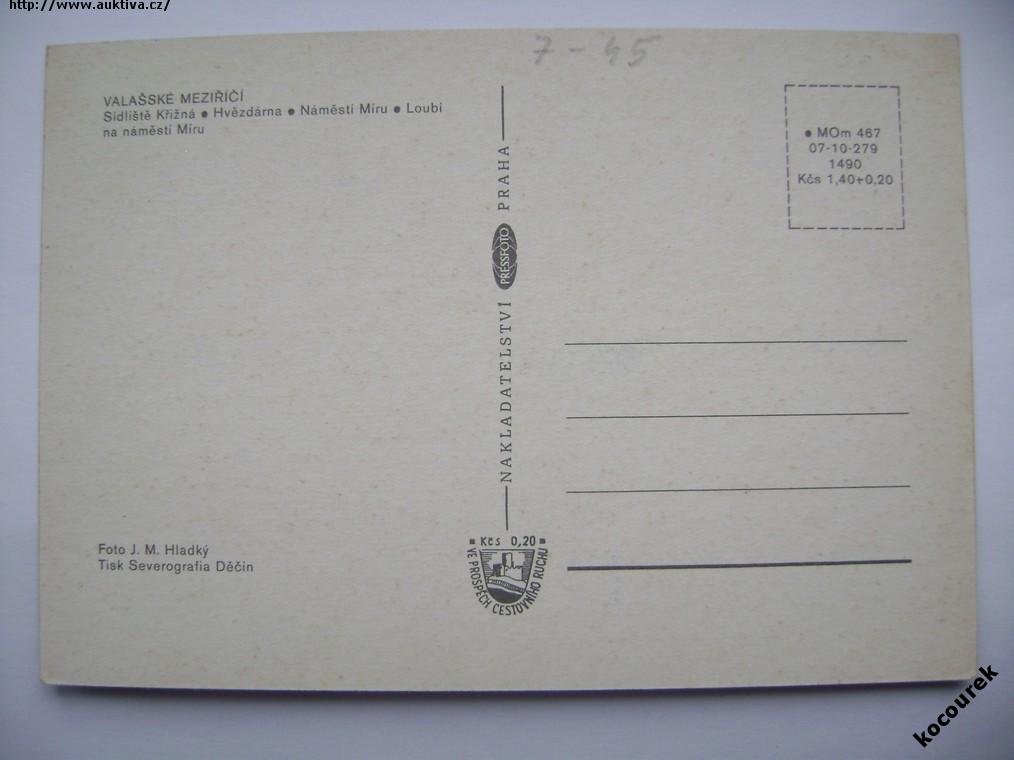 http://www.auktiva.cz/
7-45
VALAŠSKÉ MEZIŘÍČÍ
Sídliště Křižná ● Hvězdárna ● Náměstí Míru ● Loubí
na náměstí Míru
NAKLADATELSTVÍ PRESSFOTO PRAHA
● MOm 467
07-10-279
1490
Kčs 1,40+0,20
Foto J. M. Hladký
Tisk Severografia Děčín
▪ Kčs 0,20 ▪
VE PROSPĚCH CESTOVNÍHO RUCHU
kocourek